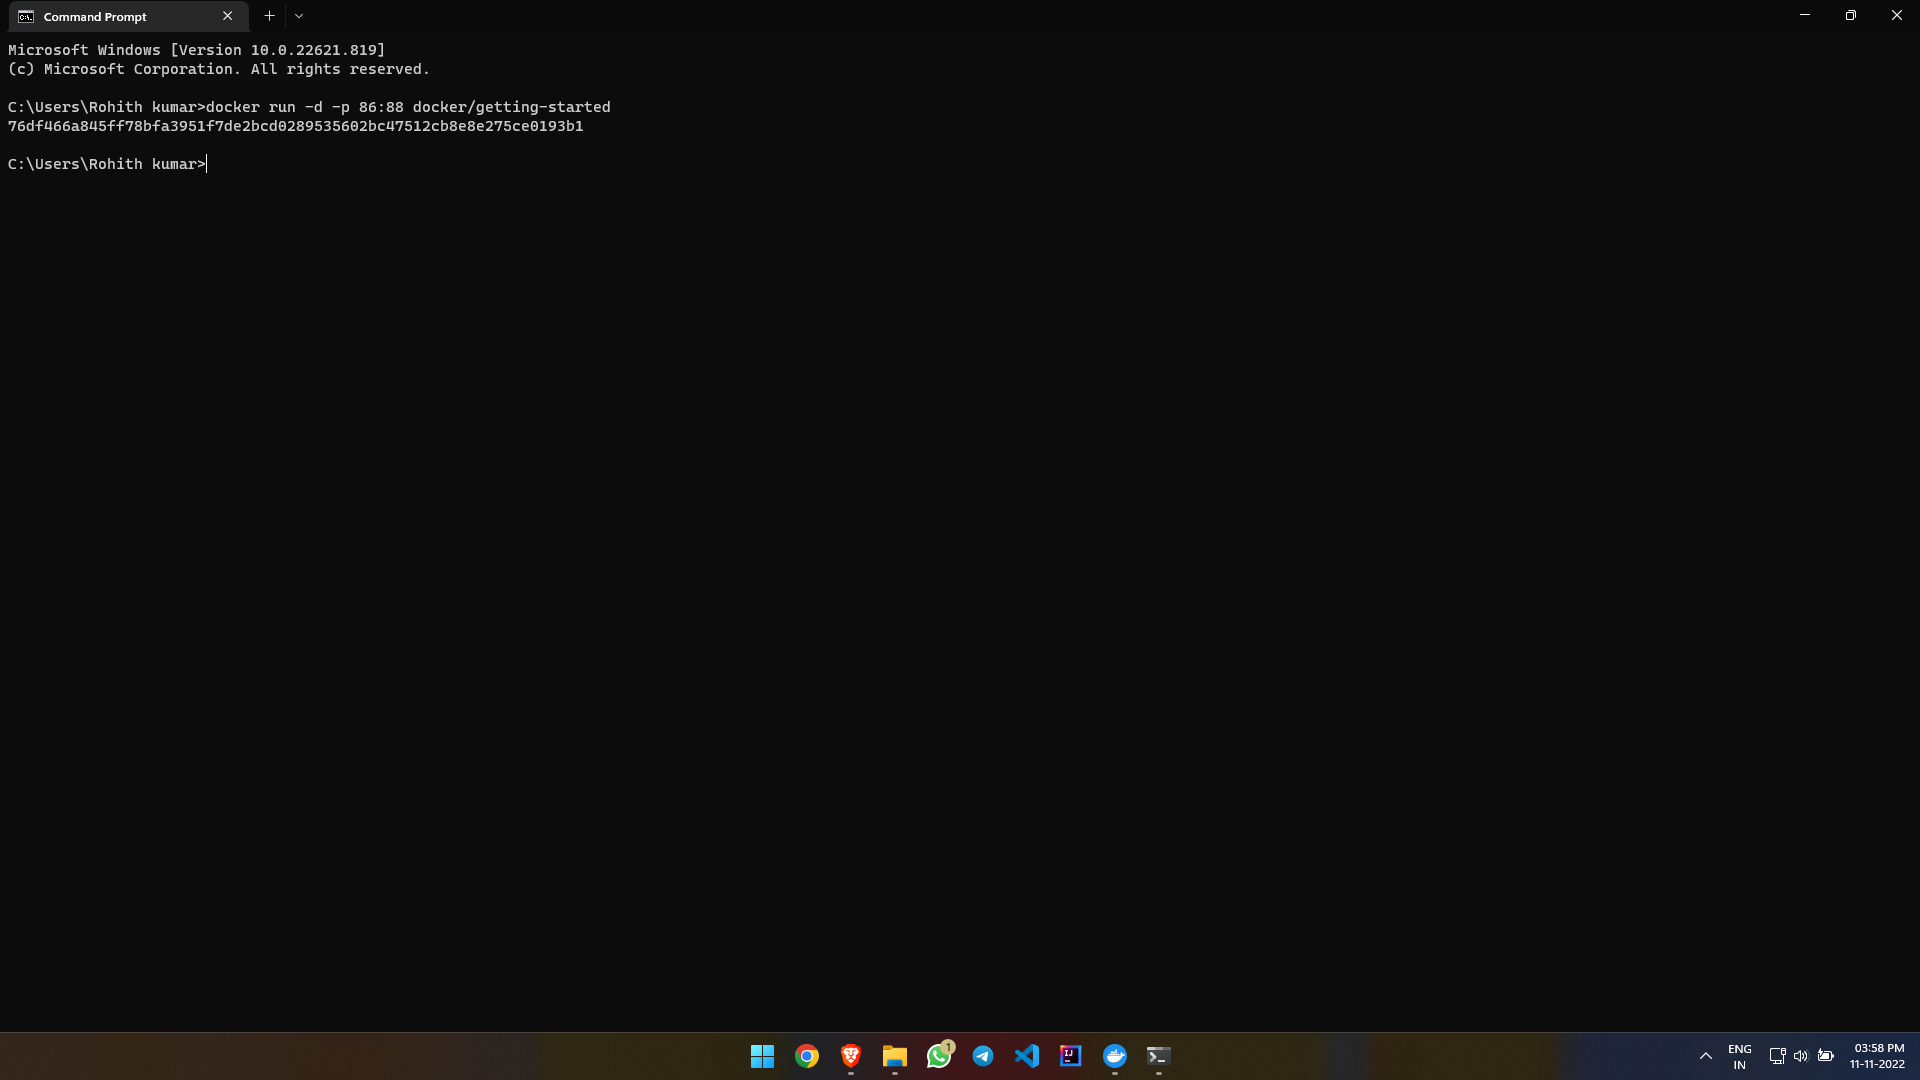 Command Prompt
Microsoft Windows [Version 10.0.22621.819]
(c) Microsoft Corporation. All rights reserved.
C:\Users\Rohith kumar>docker run -d -p 86:88 docker/getting-started
76df466a845ff78bfa3951f7de2bcd0289535602bc47512cb8e8e275ce0193b1
C:\Users\Rohith kumar>
1
IJ
ENG
IN
03:58 PM
11-11-2022